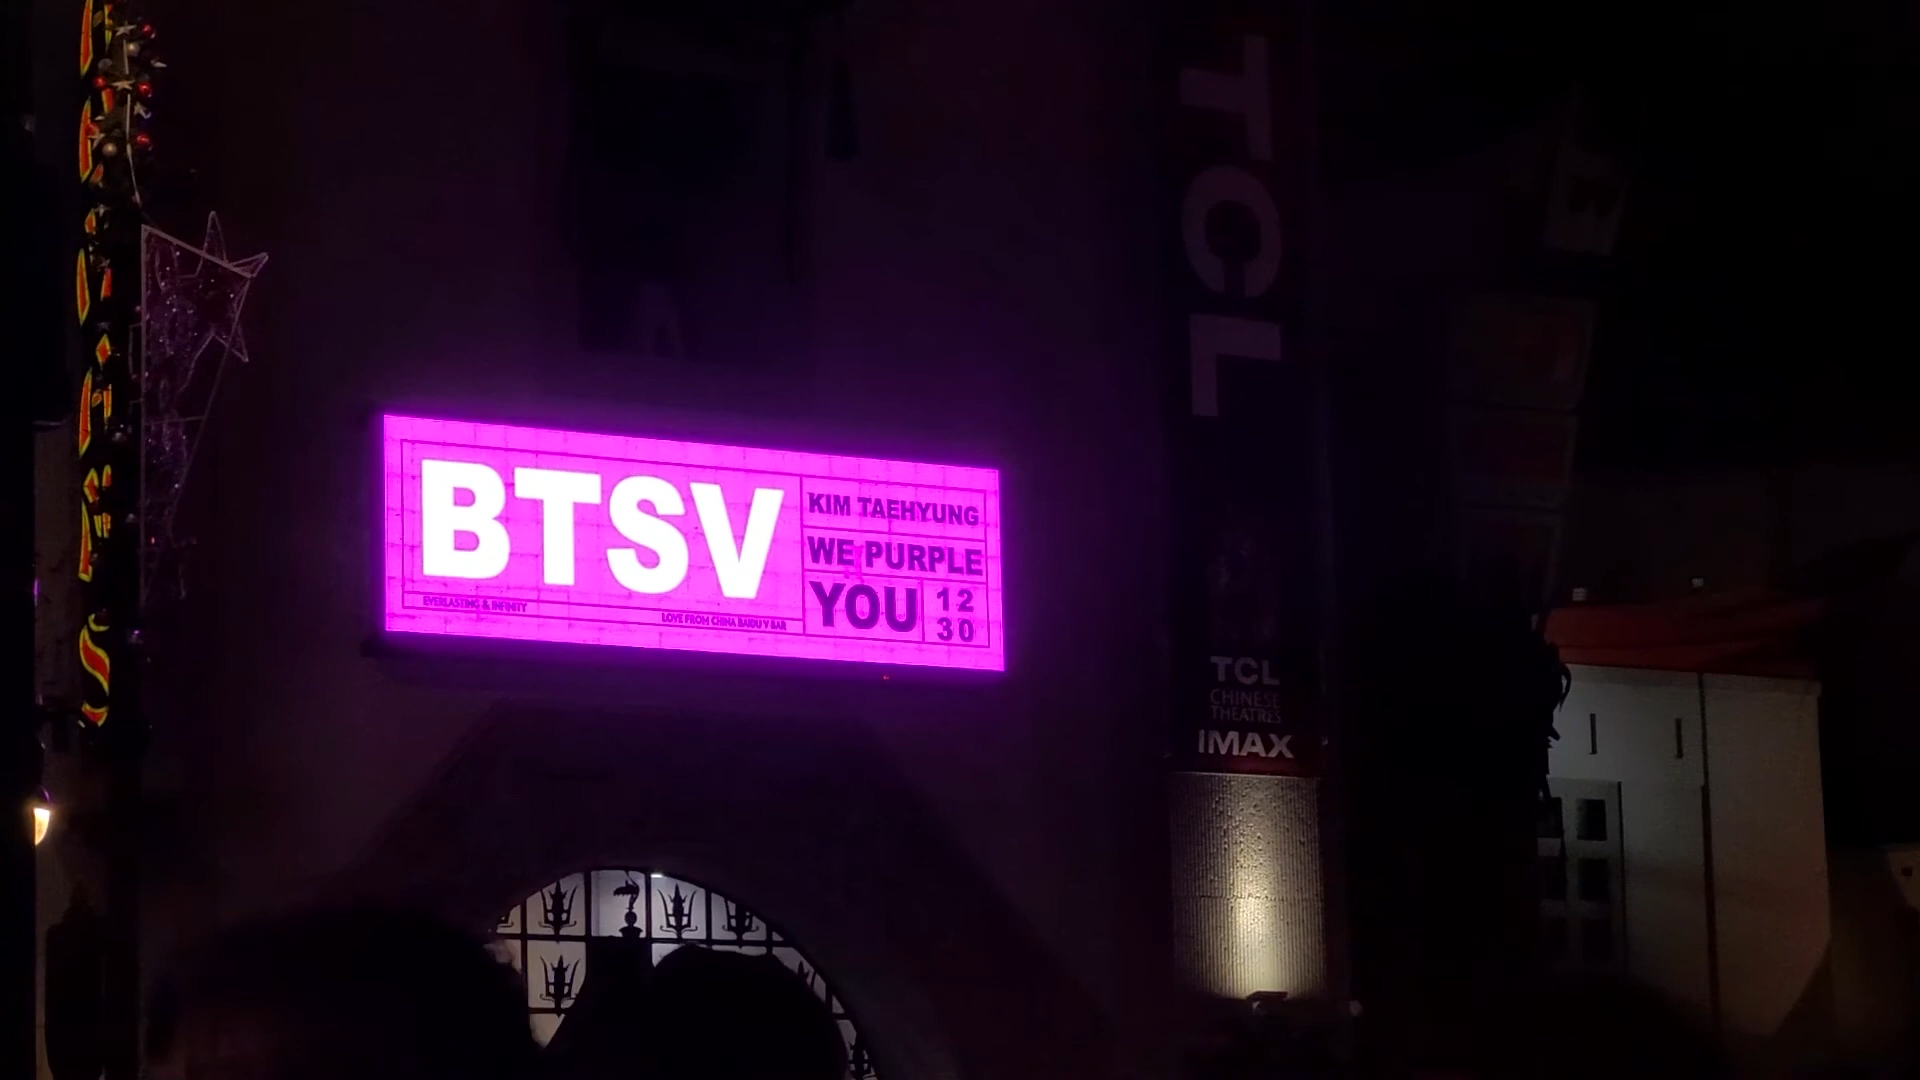 BTSV
EVERLASTING & INFINITY
LOVE FROM CHINA BAIDU V BAR
KIM TAEHYUNG
WE PURPLE
YOU
12
30
TCL
TCL
CHINESE
THEATRES
IMAX